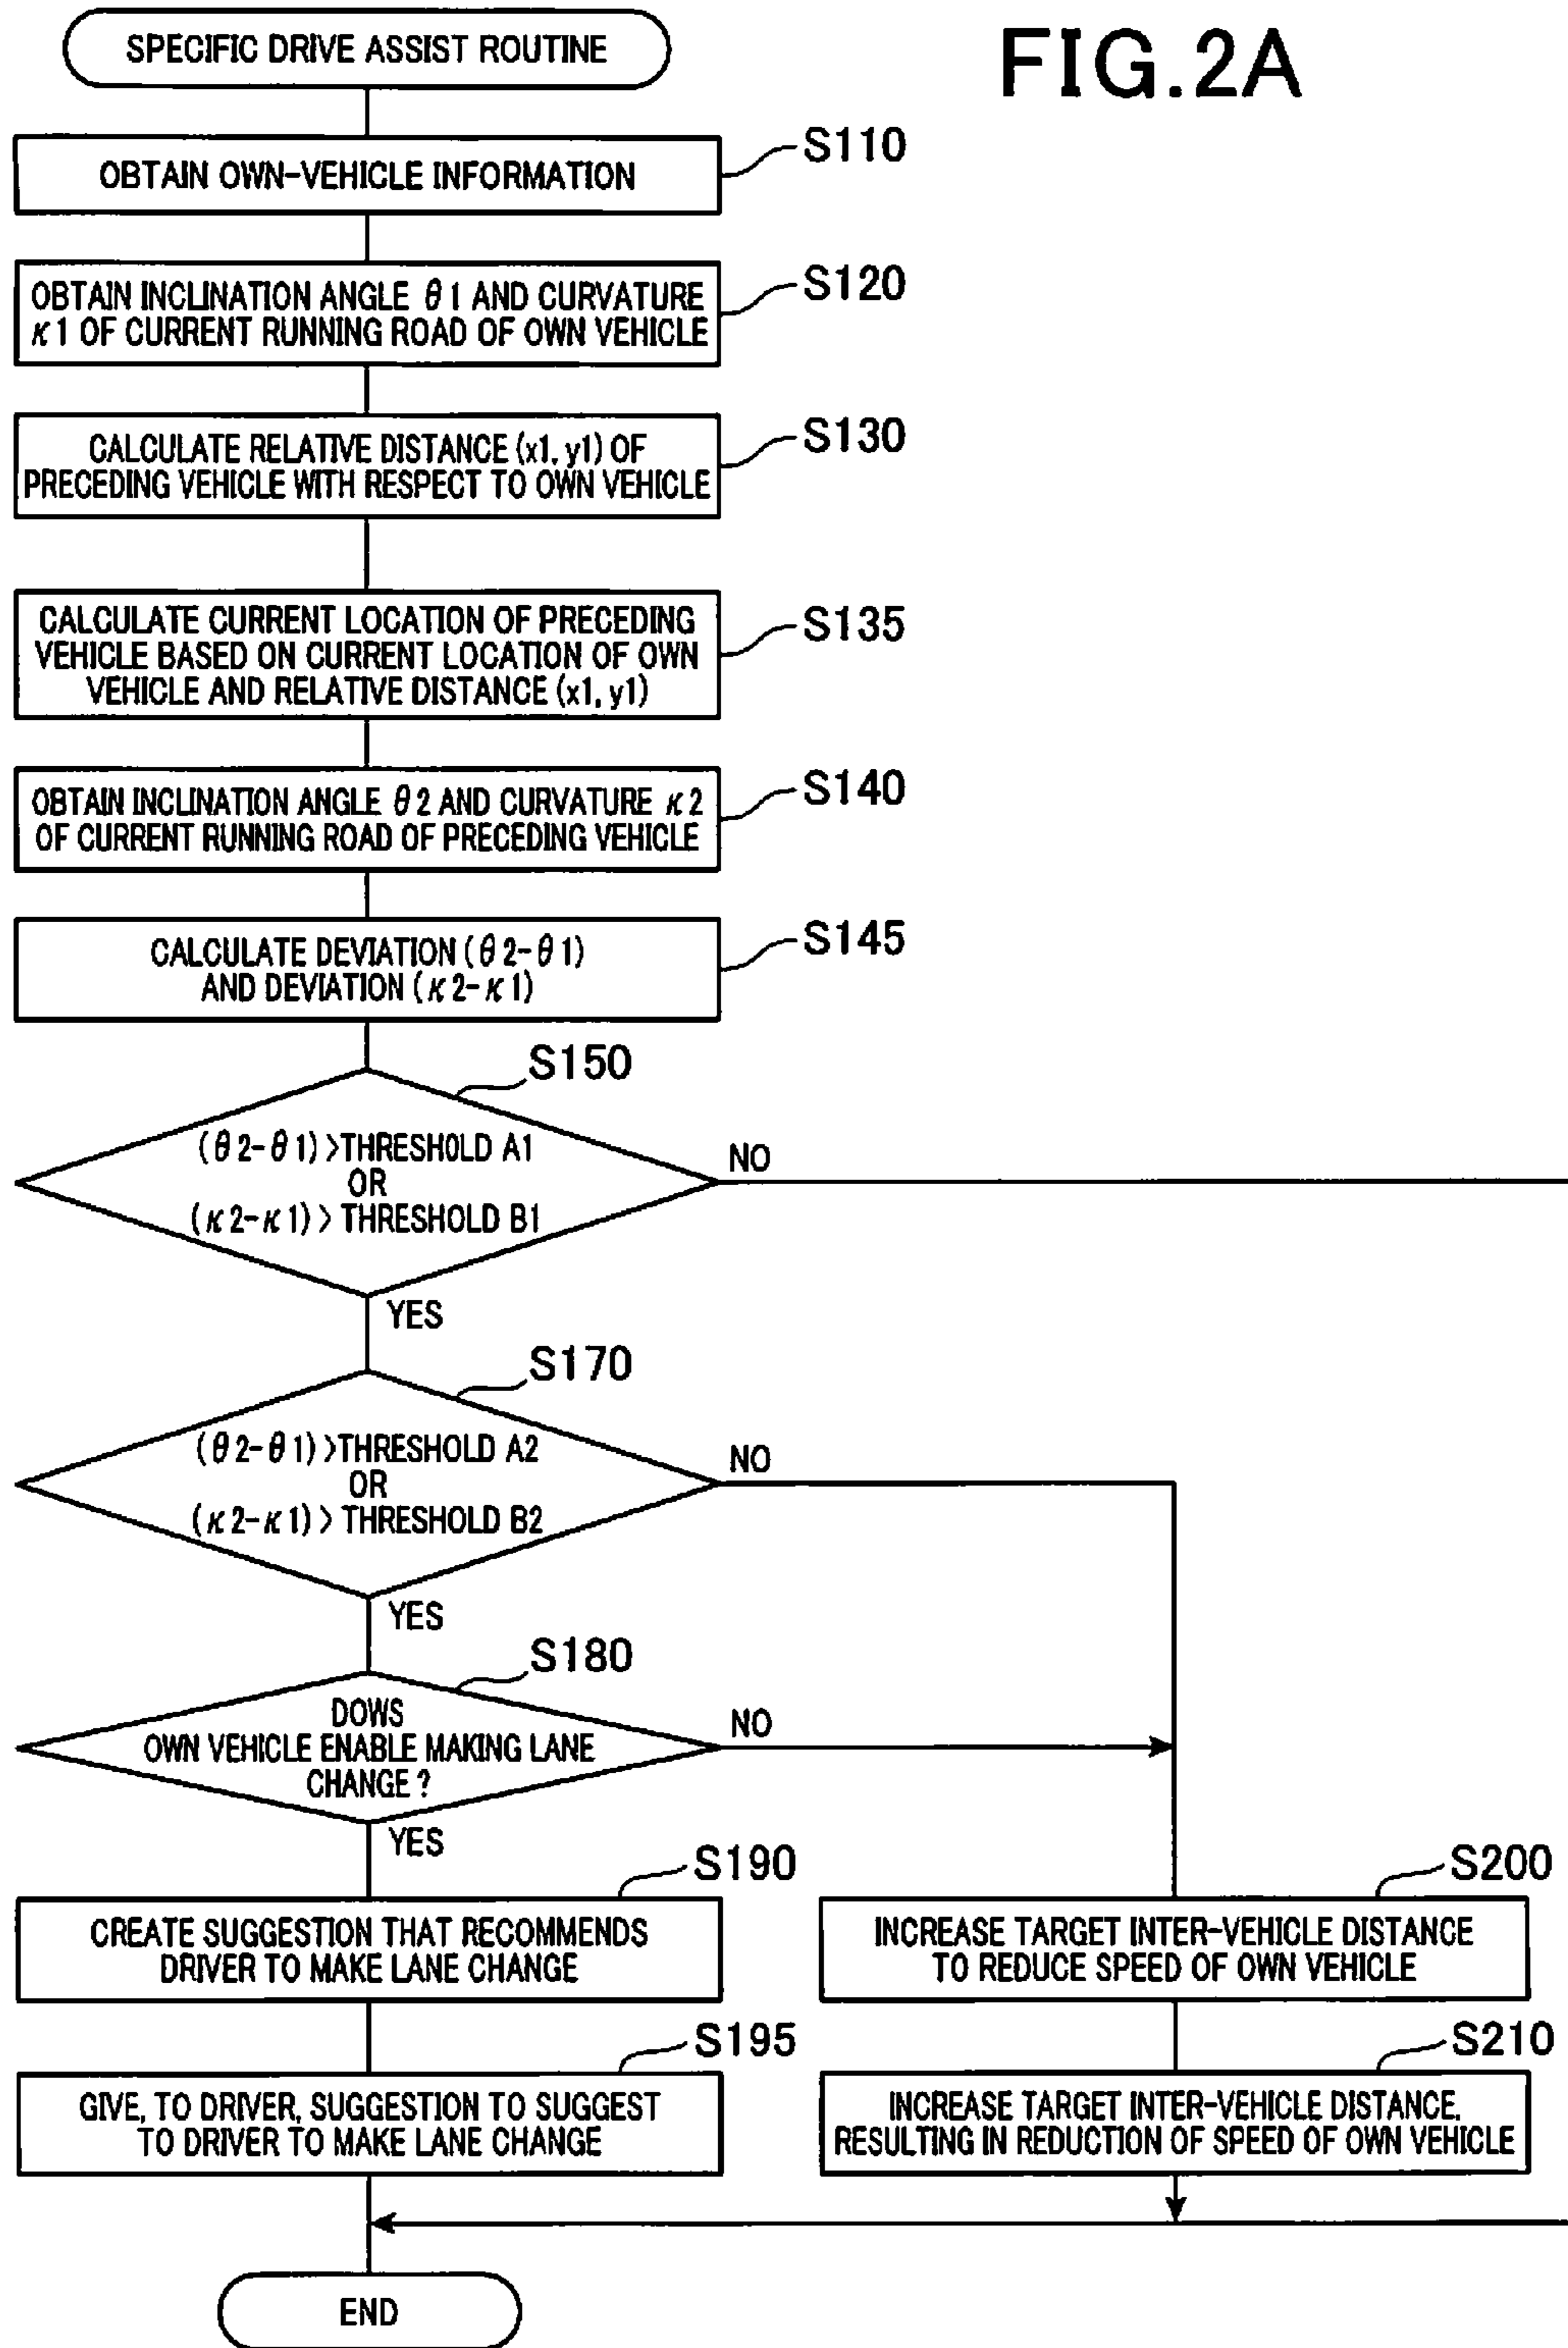 SPECIFIC DRIVE ASSIST ROUTINE
FIG.2A
OBTAIN OWN-VEHICLE INFORMATION
S110
OBTAIN INCLINATION ANGLE θ1 AND CURVATURE
κ1 OF CURRENT RUNNING ROAD OF OWN VEHICLE
S120
CALCULATE RELATIVE DISTANCE (x1, y1) OF
PRECEDING VEHICLE WITH RESPECT TO OWN VEHICLE
S130
CALCULATE CURRENT LOCATION OF PRECEDING
VEHICLE BASED ON CURRENT LOCATION OF OWN
VEHICLE AND RELATIVE DISTANCE (x1, y1)
S135
OBTAIN INCLINATION ANGLE θ2 AND CURVATURE κ2
OF CURRENT RUNNING ROAD OF PRECEDING VEHICLE
S140
CALCULATE DEVIATION (θ2-θ1)
AND DEVIATION (κ2-κ1)
S145
S150
(θ2-θ1) >THRESHOLD A1
OR
(κ2-κ1) > THRESHOLD B1
NO
YES
S170
(θ2-θ1) >THRESHOLD A2
OR
(κ2-κ1) > THRESHOLD B2
NO
YES
S180
DOWS
OWN VEHICLE ENABLE MAKING LANE
CHANGE ?
NO
YES
S190
CREATE SUGGESTION THAT RECOMMENDS
DRIVER TO MAKE LANE CHANGE
S200
INCREASE TARGET INTER-VEHICLE DISTANCE
TO REDUCE SPEED OF OWN VEHICLE
S195
GIVE, TO DRIVER, SUGGESTION TO SUGGEST
TO DRIVER TO MAKE LANE CHANGE
S210
INCREASE TARGET INTER-VEHICLE DISTANCE,
RESULTING IN REDUCTION OF SPEED OF OWN VEHICLE
END